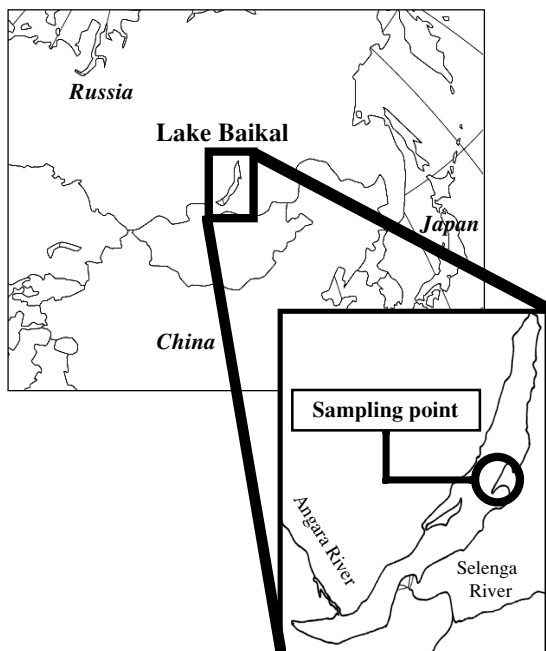 Russia
Lake Baikal
Japan
China
Sampling point
Angara River
Selenga
River